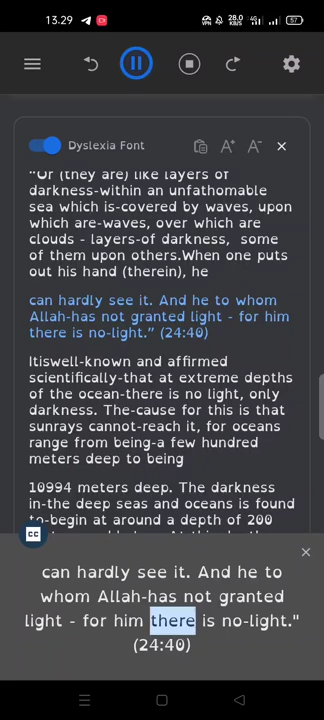 13.29
28.0
KB/S
4G
57
Dyslexia Font
A+
A-
"Or (they are) like layers of
darkness-within an unfathomable
sea which is-covered by waves, upon
which are-waves, over which are
clouds - layers-of darkness, some
of them upon others.When one puts
out his hand (therein), he
can hardly see it. And he to whom
Allah-has not granted light - for him
there is no-light." (24:40)
Itiswell-known and affirmed
scientifically-that at extreme depths
of the ocean-there is no light, only
darkness. The-cause for this is that
sunrays cannot-reach it, for oceans
range from being-a few hundred
meters deep to being
10994 meters deep. The darkness
in-the deep seas and oceans is found
to-begin at around a depth of 200
CC
can hardly see it. And he to
whom Allah-has not granted
light - for him there is no-light."
(24:40)